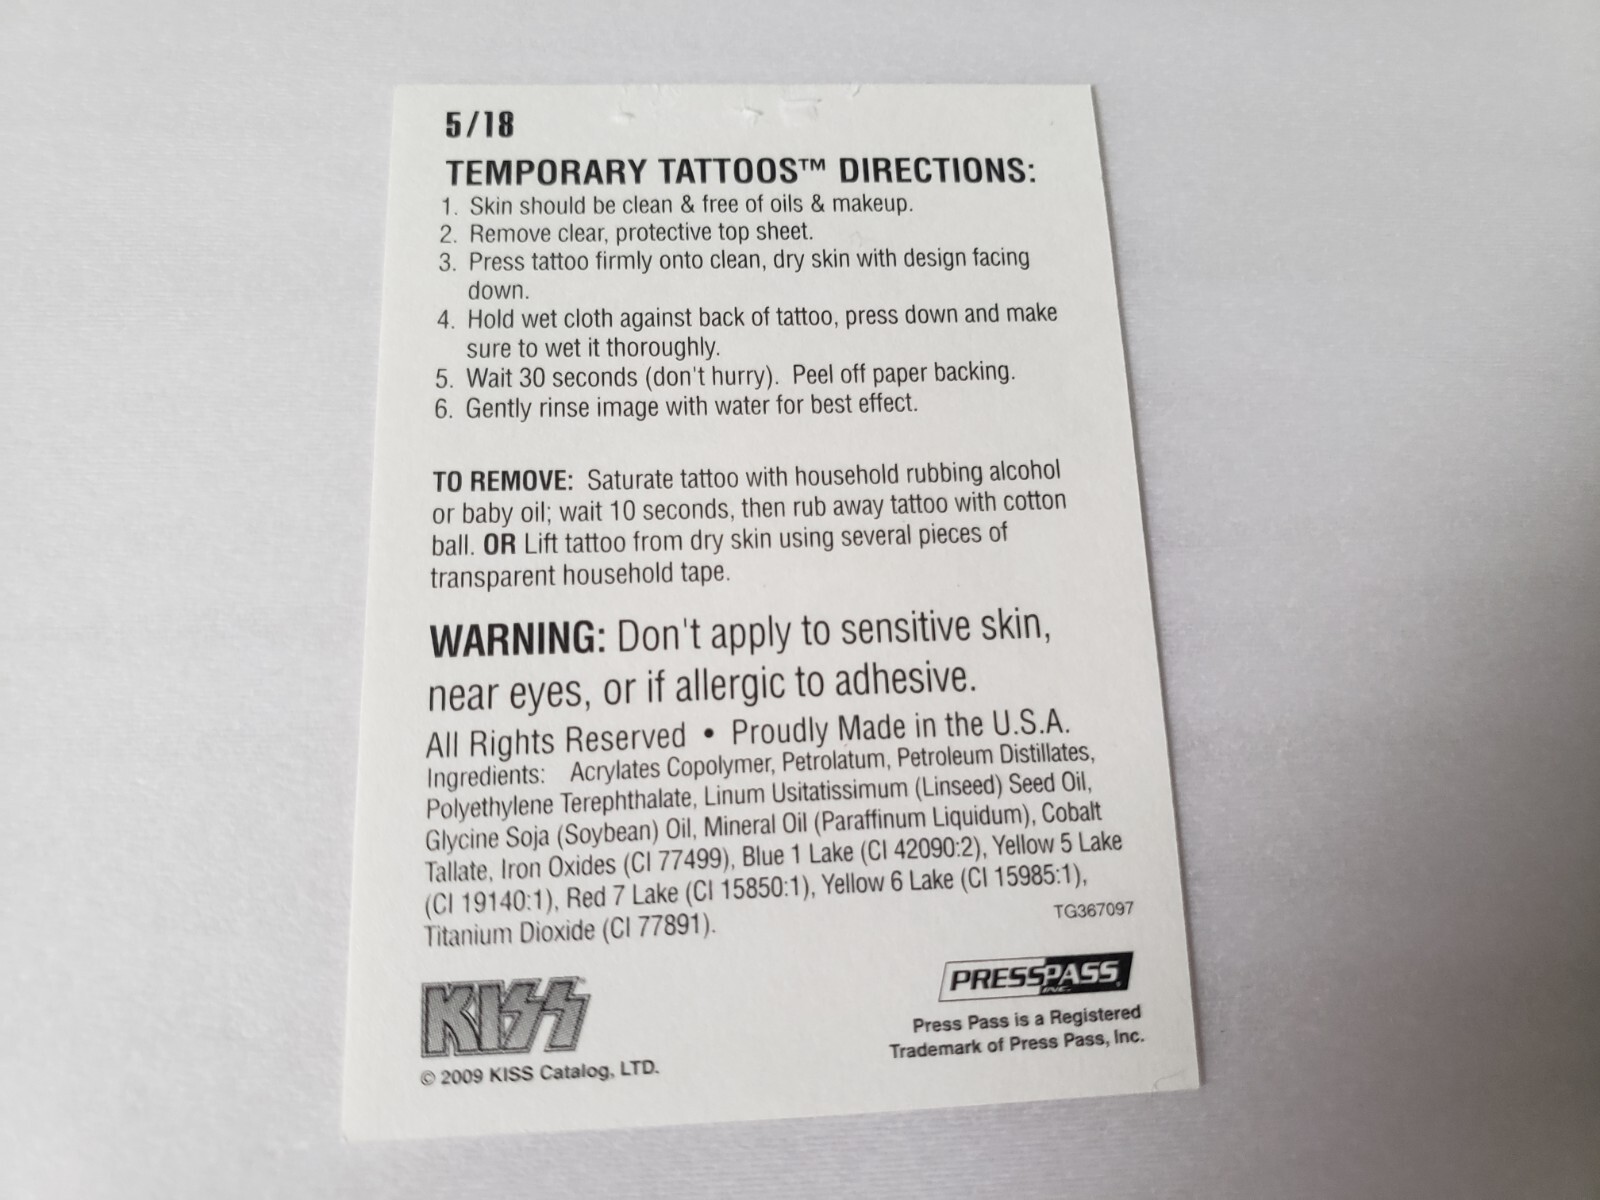 5/18
TEMPORARY TATTOOS™ DIRECTIONS:
1. Skin should be clean & free of oils & makeup.
2. Remove clear, protective top sheet.
3. Press tattoo firmly onto clean, dry skin with design facing
down.
4. Hold wet cloth against back of tattoo, press down and make
sure to wet it thoroughly.
5. Wait 30 seconds (don't hurry). Peel off paper backing.
6. Gently rinse image with water for best effect.
TO REMOVE: Saturate tattoo with household rubbing alcohol
or baby oil; wait 10 seconds, then rub away tattoo with cotton
ball. OR Lift tattoo from dry skin using several pieces of
transparent household tape.
WARNING: Don't apply to sensitive skin,
near eyes, or if allergic to adhesive.
All Rights Reserved • Proudly Made in the U.S.A.
Ingredients: Acrylates Copolymer, Petrolatum, Petroleum Distillates,
Polyethylene Terephthalate, Linum Usitatissimum (Linseed) Seed Oil,
Glycine Soja (Soybean) Oil, Mineral Oil (Paraffinum Liquidum), Cobalt
Tallate, Iron Oxides (CI 77499), Blue 1 Lake (CI 42090:2), Yellow 5 Lake
(CI 19140:1), Red 7 Lake (CI 15850:1), Yellow 6 Lake (CI 15985:1),
Titanium Dioxide (CI 77891).
TG367097
KISS
© 2009 KISS Catalog, LTD.
PRESSPASS
INC.
Press Pass is a Registered
Trademark of Press Pass, Inc.